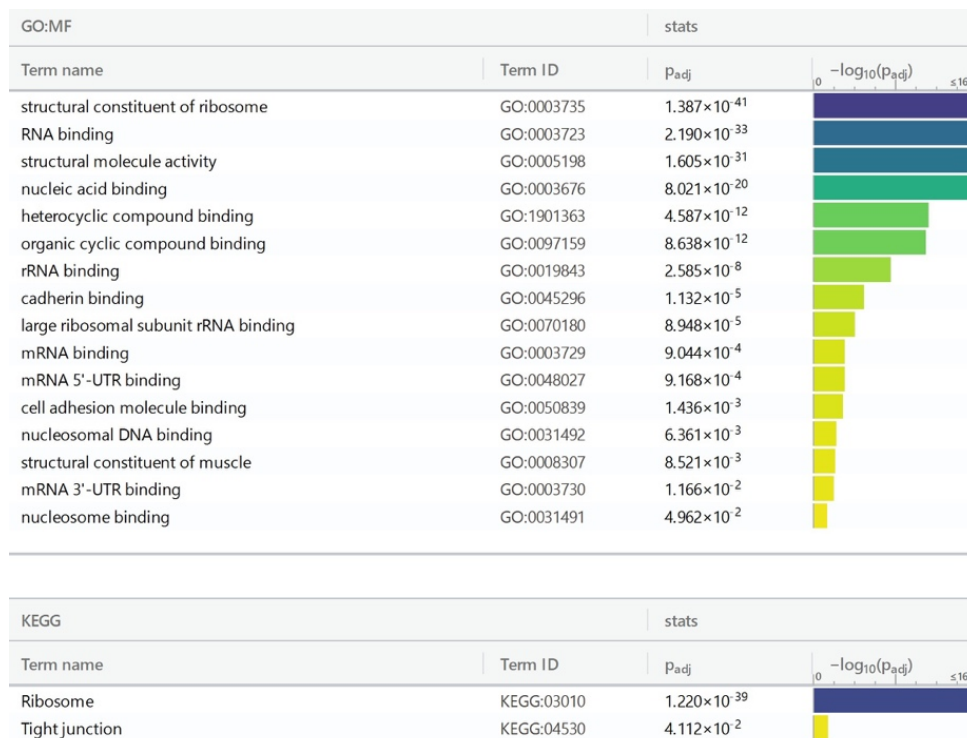 GO:MF stats
Term name Term ID padj 0 −log10(padj) ≤16
structural constituent of ribosome GO:0003735 1.387×10-41
RNA binding GO:0003723 2.190×10-33
structural molecule activity GO:0005198 1.605×10-31
nucleic acid binding GO:0003676 8.021×10-20
heterocyclic compound binding GO:1901363 4.587×10-12
organic cyclic compound binding GO:0097159 8.638×10-12
rRNA binding GO:0019843 2.585×10-8
cadherin binding GO:0045296 1.132×10-5
large ribosomal subunit rRNA binding GO:0070180 8.948×10-5
mRNA binding GO:0003729 9.044×10-4
mRNA 5'-UTR binding GO:0048027 9.168×10-4
cell adhesion molecule binding GO:0050839 1.436×10-3
nucleosomal DNA binding GO:0031492 6.361×10-3
structural constituent of muscle GO:0008307 8.521×10-3
mRNA 3'-UTR binding GO:0003730 1.166×10-2
nucleosome binding GO:0031491 4.962×10-2
KEGG stats
Term name Term ID padj 0 −log10(padj) ≤16
Ribosome KEGG:03010 1.220×10-39
Tight junction KEGG:04530 4.112×10-2